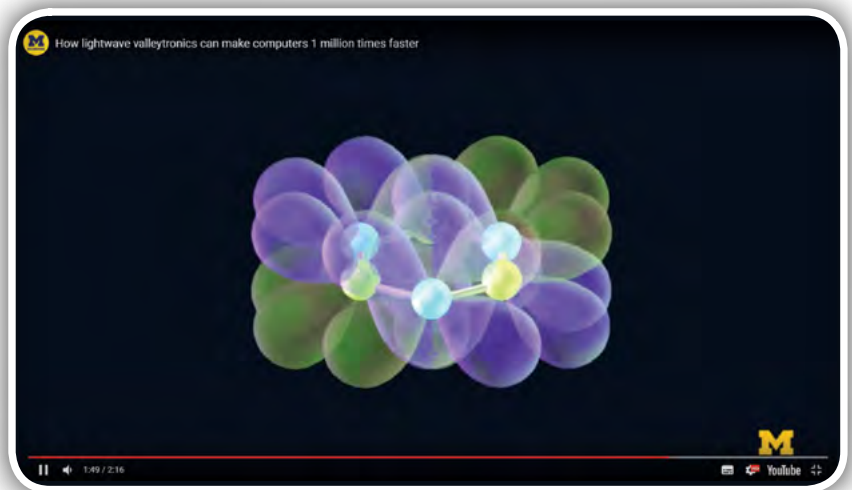 M
How lightwave valleytronics can make computers 1 million times faster
M
1:49 / 2:16
YouTube